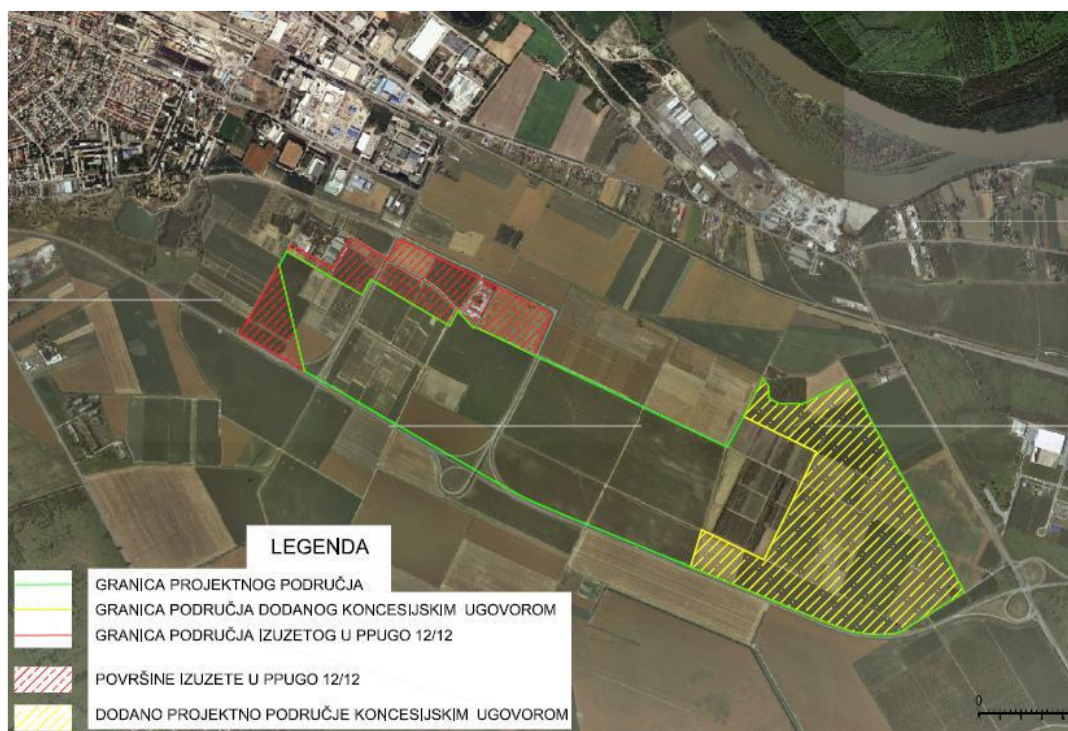 LEGENDA
GRANICA PROJEKTNOG PODRUČJA
GRANICA PODRUČJA DODANOG KONCESIJSKIM UGOVOROM
GRANICA PODRUČJA IZUZETOG U PPUGO 12/12
POVRŠINE IZUZETE U PPUGO 12/12
DODANO PROJEKTNO PODRUČJE KONCESIJSKIM UGOVOROM
0